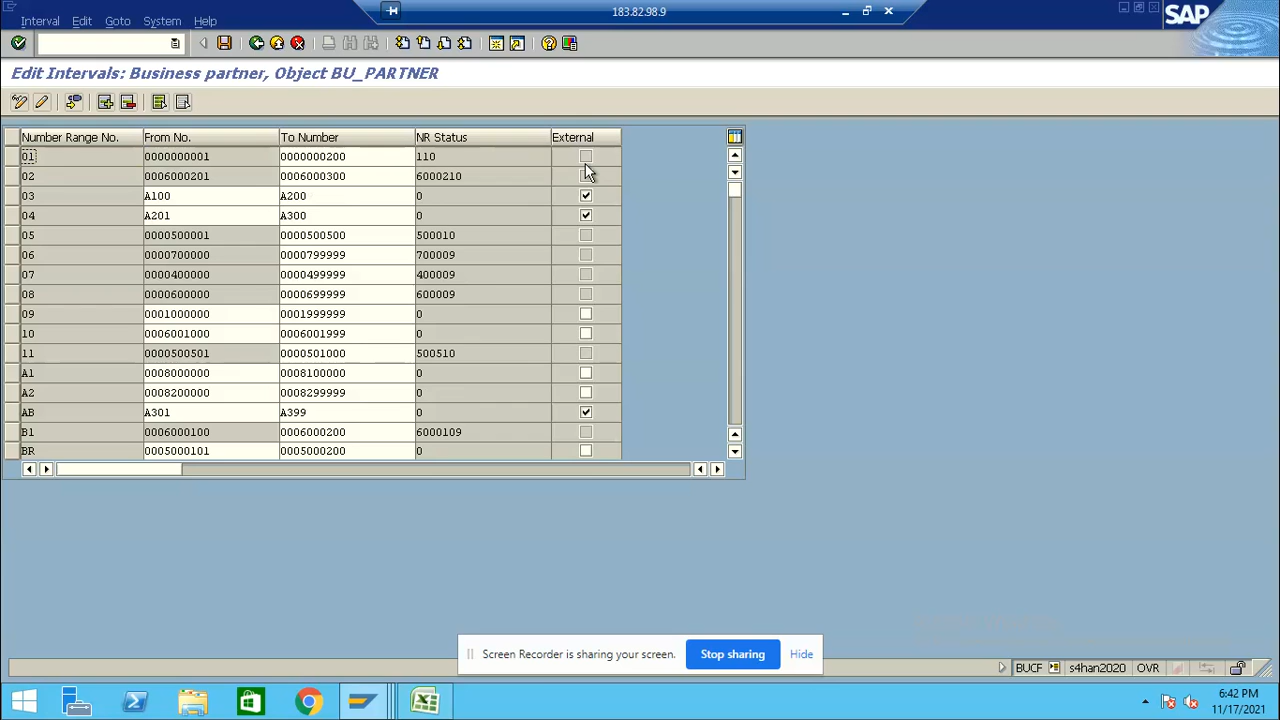 183.82.98.9
Interval Edit Goto System Help
SAP
Edit Intervals: Business partner, Object BU_PARTNER
Number Range No. From No. To Number NR Status External
01 0000000001 0000000200 110
02 0006000201 0006000300 6000210
03 A100 A200 0
04 A201 A300 0
05 0000500001 0000500500 500010
06 0000700000 0000799999 700009
07 0000400000 0000499999 400009
08 0000600000 0000699999 600009
09 0001000000 0001999999 0
10 0006001000 0006001999 0
11 0000500501 0000501000 500510
A1 0008000000 0008100000 0
A2 0008200000 0008299999 0
AB A301 A399 0
B1 0006000100 0006000200 6000109
BR 0005000101 0005000200 0
Screen Recorder is sharing your screen. Stop sharing Hide
BUCF s4han2020 OVR
6:42 PM
11/17/2021